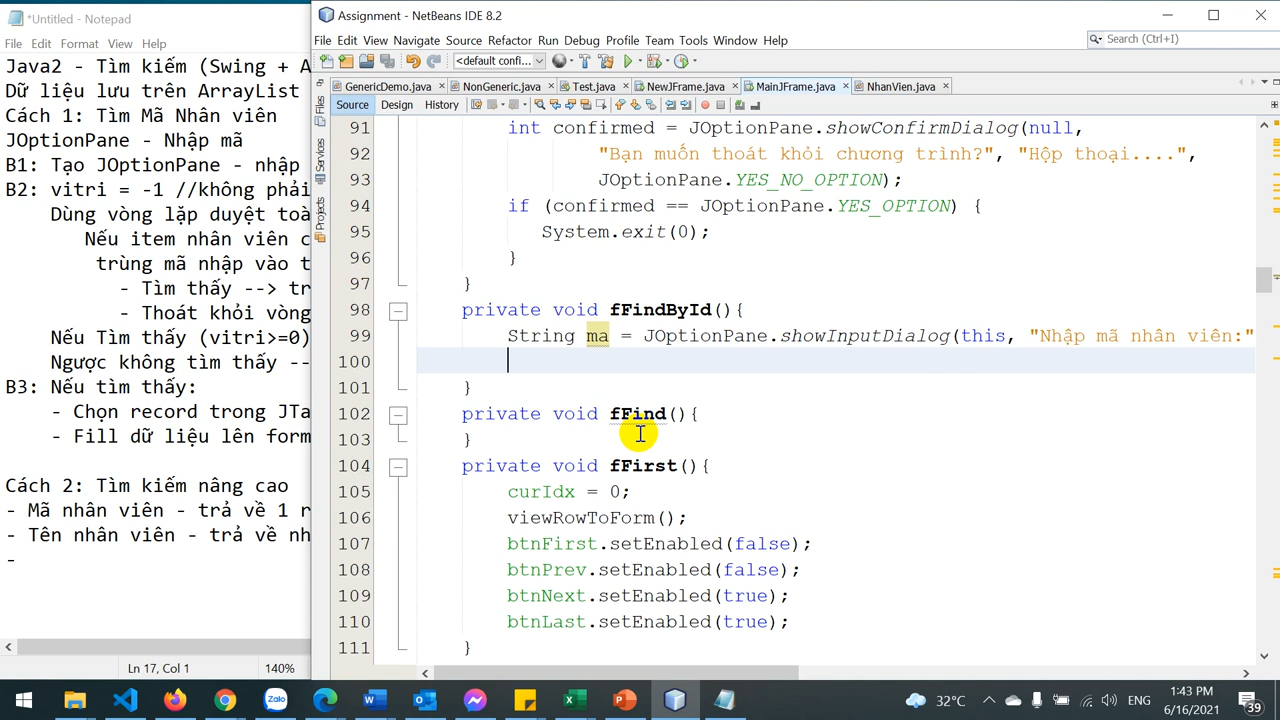 *Untitled - Notepad
File Edit Format View Help
Java2 - Tìm kiếm (Swing + A
Dữ liệu lưu trên ArrayList
Cách 1: Tìm Mã Nhân viên
JOptionPane - Nhập mã
B1: Tạo JOptionPane - nhập
B2: vitri = -1 //không phải
Dùng vòng lặp duyệt toà
Nếu item nhân viên c
trùng mã nhập vào t
- Tìm thấy --> tr
- Thoát khỏi vòng
Nếu Tìm thấy (vitri>=0)
Ngược không tìm thấy --
B3: Nếu tìm thấy:
- Chọn record trong JTa
- Fill dữ liệu lên form
Cách 2: Tìm kiếm nâng cao
- Mã nhân viên - trả về 1 r
- Tên nhân viên - trả về nh
-
Ln 17, Col 1 140%
Assignment - NetBeans IDE 8.2
File Edit View Navigate Source Refactor Run Debug Profile Team Tools Window Help
Search (Ctrl+I)
<default confi...
GenericDemo.java NonGeneric.java Test.java NewJFrame.java MainJFrame.java NhanVien.java
Source Design History
Files
Services
Projects
91 int confirmed = JOptionPane.showConfirmDialog(null,
92 "Bạn muốn thoát khỏi chương trình?", "Hộp thoại....",
93 JOptionPane.YES_NO_OPTION);
94 if (confirmed == JOptionPane.YES_OPTION) {
95 System.exit(0);
96 }
97 }
98 private void fFindById(){
99 String ma = JOptionPane.showInputDialog(this, "Nhập mã nhân viên:"
100
101 }
102 private void fFind(){
103 }
104 private void fFirst(){
105 curIdx = 0;
106 viewRowToForm();
107 btnFirst.setEnabled(false);
108 btnPrev.setEnabled(false);
109 btnNext.setEnabled(true);
110 btnLast.setEnabled(true);
111 }
Zalo
32°C
ENG
1:43 PM
6/16/2021
39